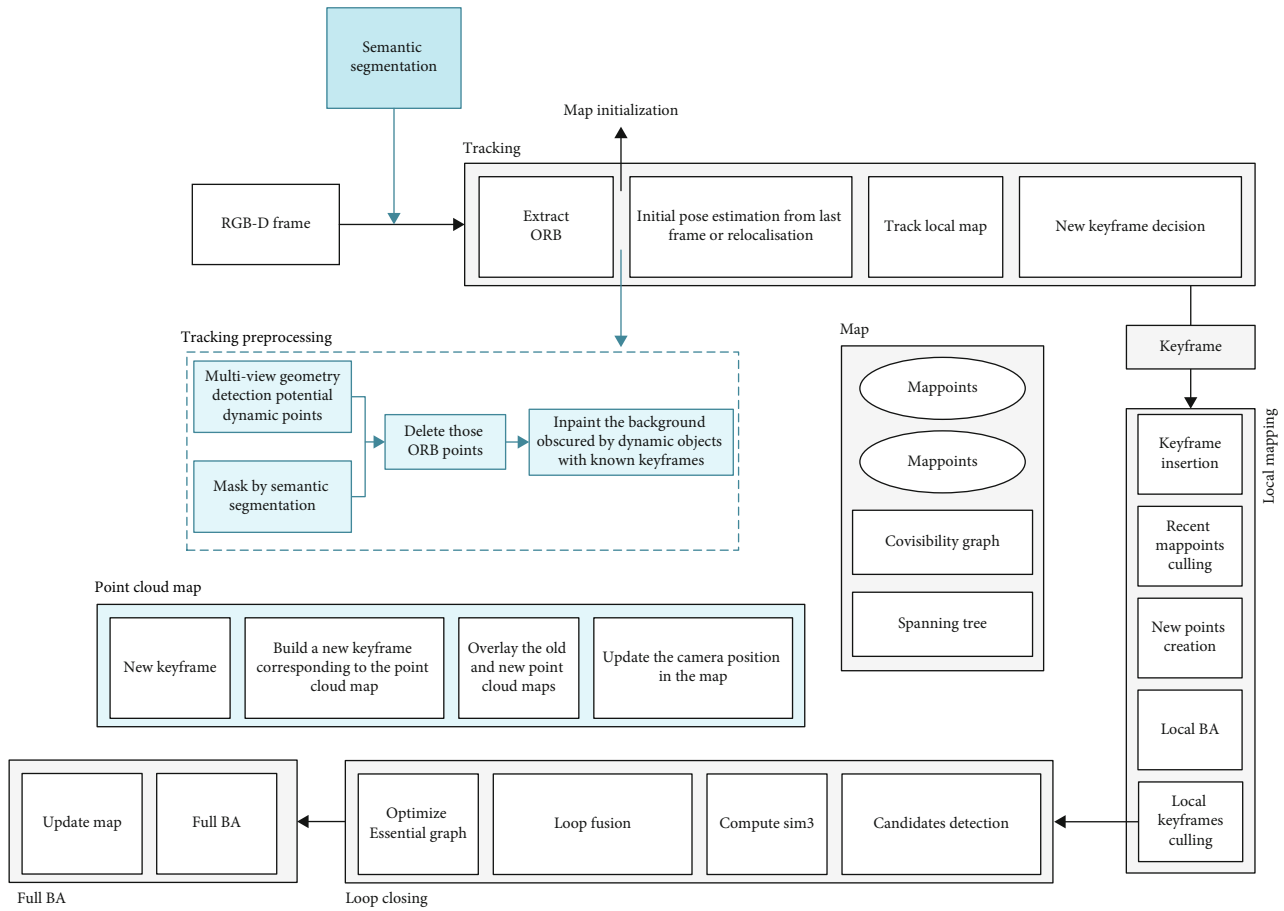 Semantic
segmentation
Map initialization
Tracking
RGB-D frame
Extract
ORB
Initial pose estimation from last
frame or relocalisation
Track local map
New keyframe decision
Tracking preprocessing
Multi-view geometry
detection potential
dynamic points
Mask by semantic
segmentation
Delete those
ORB points
Inpaint the background
obscured by dynamic objects
with known keyframes
Map
Mappoints
Mappoints
Covisibility graph
Spanning tree
Keyframe
Local mapping
Keyframe
insertion
Recent
mappoints
culling
New points
creation
Local BA
Local
keyframes
culling
Point cloud map
New keyframe
Build a new keyframe
corresponding to the point
cloud map
Overlay the old
and new point
cloud maps
Update the camera position
in the map
Update map
Full BA
Full BA
Optimize
Essential graph
Loop fusion
Compute sim3
Candidates detection
Loop closing